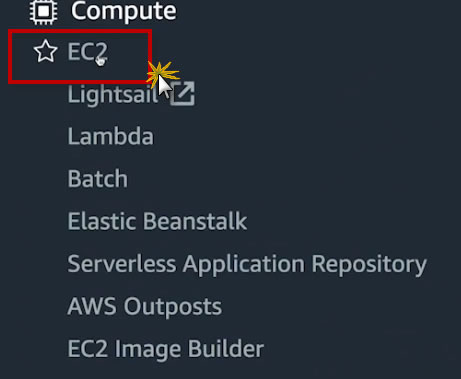 Compute
EC2
Lightsail
Lambda
Batch
Elastic Beanstalk
Serverless Application Repository
AWS Outposts
EC2 Image Builder